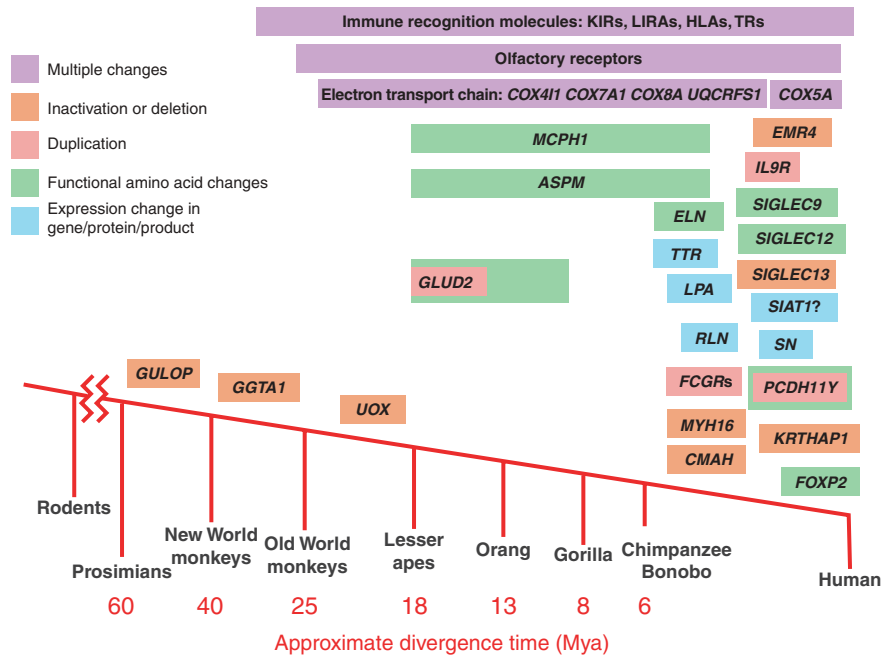 Immune recognition molecules: KIRs, LIRAs, HLAs, TRs
Olfactory receptors
Electron transport chain: COX4I1 COX7A1 COX8A UQCRFS1
COX5A
Multiple changes
Inactivation or deletion
Duplication
Functional amino acid changes
Expression change in
gene/protein/product
MCPH1
EMR4
IL9R
ASPM
SIGLEC9
ELN
SIGLEC12
TTR
SIGLEC13
GLUD2
LPA
SIAT1?
RLN
SN
GULOP
GGTA1
UOX
FCGRs
PCDH11Y
MYH16
KRTHAP1
CMAH
FOXP2
Rodents
Prosimians
New World
monkeys
Old World
monkeys
Lesser
apes
Orang
Gorilla
Chimpanzee
Bonobo
Human
60 40 25 18 13 8 6
Approximate divergence time (Mya)